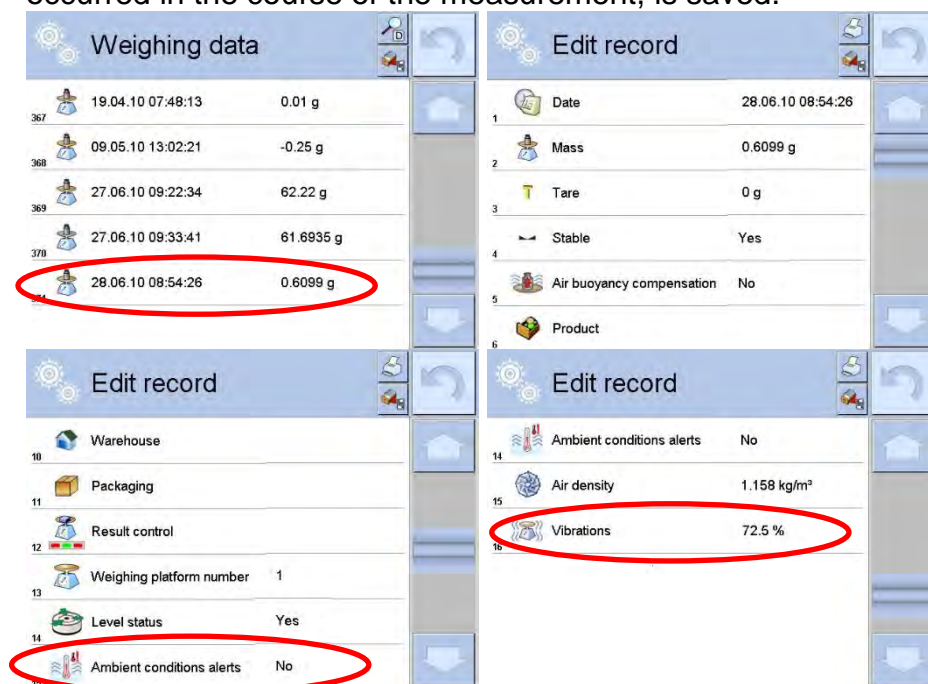 occurred in the course of the measurement, is saved.
Weighing data
D
367 19.04.10 07:48:13 0.01 g
368 09.05.10 13:02:21 -0.25 g
369 27.06.10 09:22:34 62.22 g
27.06.10 09:33:41 61.6935 g
28.06.10 08:54:26 0.6099 g
Edit record
1 Date 28.06.10 08:54:26
2 Mass 0.6099 g
3 T Tare 0 g
4 Stable Yes
5 Air buoyancy compensation No
6 Product
Edit record
10 Warehouse
11 Packaging
12 Result control
13 Weighing platform number 1
14 Level status Yes
Ambient conditions alerts No
Edit record
14 Ambient conditions alerts No
15 Air density 1.158 kg/m³
16 Vibrations 72.5 %